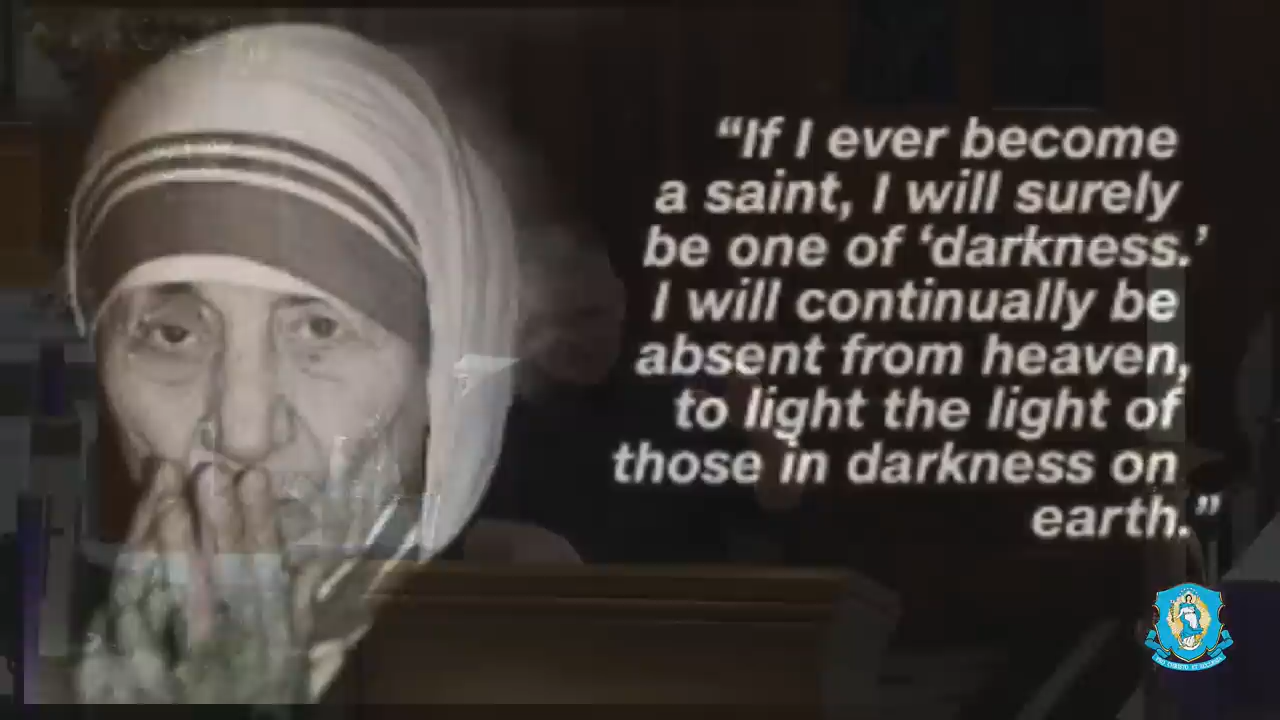 “If I ever become
a saint, I will surely
be one of ‘darkness.’
I will continually be
absent from heaven,
to light the light of
those in darkness on
earth.”